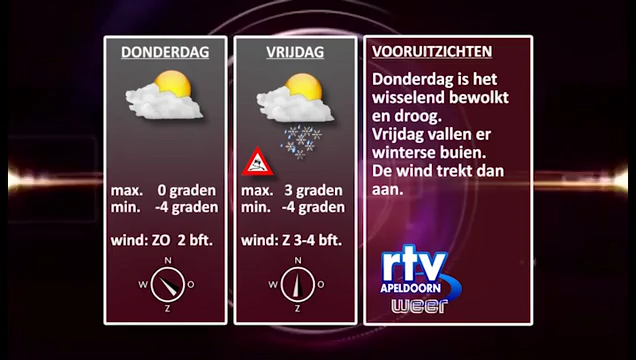 DONDERDAG
max. 0 graden
min. -4 graden
wind: ZO 2 bft.
N
W O
Z
VRIJDAG
max. 3 graden
min. -4 graden
wind: Z 3-4 bft.
N
W O
Z
VOORUITZICHTEN
Donderdag is het
wisselend bewolkt
en droog.
Vrijdag vallen er
winterse buien.
De wind trekt dan
aan.
rtv
APELDOORN
weer